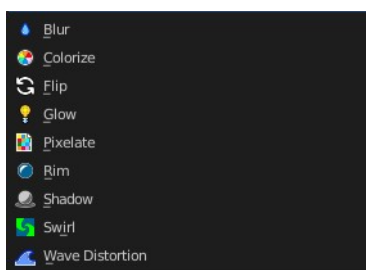 Blur
Colorize
Flip
Glow
Pixelate
Rim
Shadow
Swirl
Wave Distortion